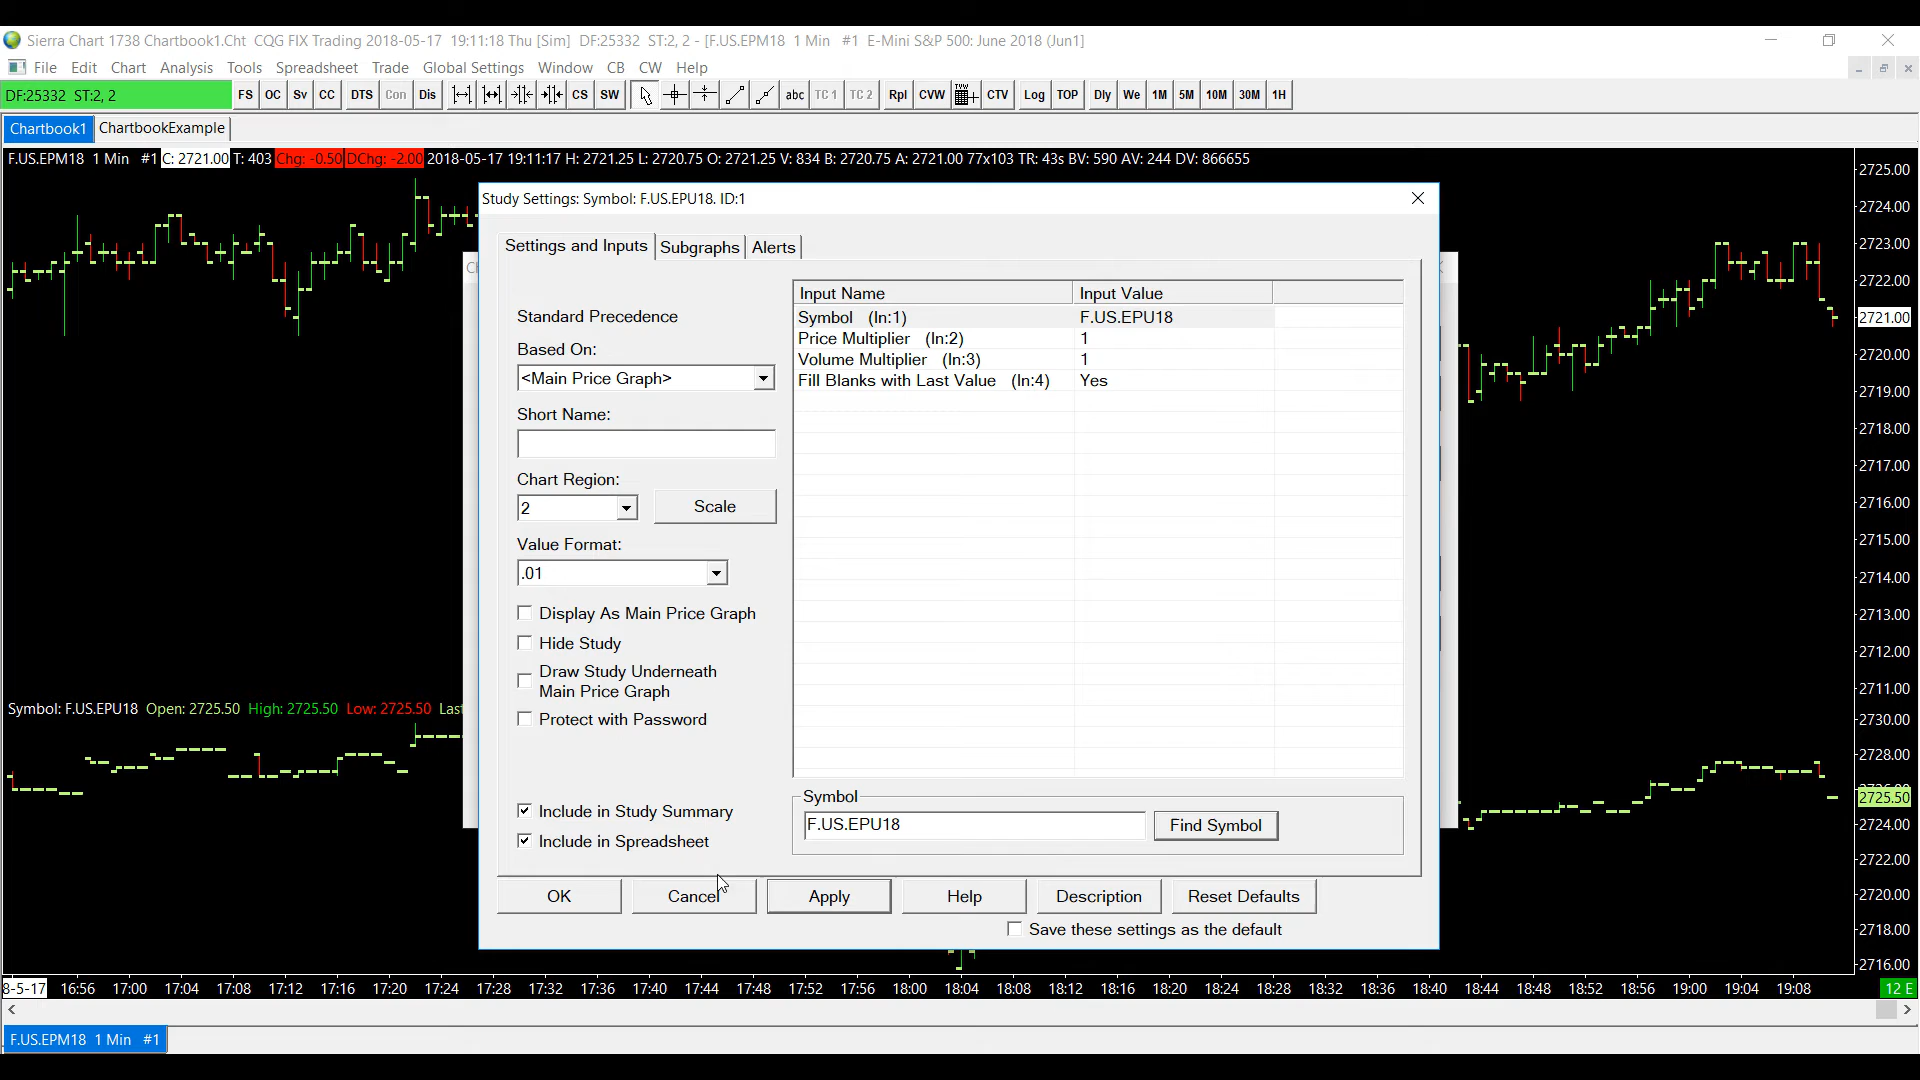 Sierra Chart 1738 Chartbook1.Cht CQG FIX Trading 2018-05-17 19:11:18 Thu [Sim] DF:25332 ST:2, 2 - [F.US.EPM18 1 Min #1 E-Mini S&P 500: June 2018 (Jun1]
File Edit Chart Analysis Tools Spreadsheet Trade Global Settings Window CB CW Help
DF:25332 ST:2, 2 FS OC Sv CC DTS Con Dis CS SW abc TC 1 TC 2 Rpl CVW CTV Log TOP Dly We 1M 5M 10M 30M 1H
Chartbook1 ChartbookExample
F.US.EPM18 1 Min #1 C: 2721.00 T: 403 Chg: -0.50 DChg: -2.00 2018-05-17 19:11:17 H: 2721.25 L: 2720.75 O: 2721.25 V: 834 B: 2720.75 A: 2721.00 77x103 TR: 43s BV: 590 AV: 244 DV: 866655
Study Settings: Symbol: F.US.EPU18. ID:1
Settings and Inputs Subgraphs Alerts
Standard Precedence
Based On:
<Main Price Graph>
Short Name:
Chart Region:
2 Scale
Value Format:
.01
Display As Main Price Graph
Hide Study
Draw Study Underneath
Main Price Graph
Protect with Password
Include in Study Summary
Include in Spreadsheet
Input Name Input Value
Symbol (In:1) F.US.EPU18
Price Multiplier (In:2) 1
Volume Multiplier (In:3) 1
Fill Blanks with Last Value (In:4) Yes
Symbol
F.US.EPU18 Find Symbol
OK Cancel Apply Help Description Reset Defaults
Save these settings as the default
Symbol: F.US.EPU18 Open: 2725.50 High: 2725.50 Low: 2725.50
2725.00
2724.00
2723.00
2722.00
2721.00
2720.00
2719.00
2718.00
2717.00
2716.00
2715.00
2714.00
2713.00
2712.00
2711.00
2730.00
2728.00
2725.50
2724.00
2722.00
2720.00
2718.00
2716.00
8-5-17 16:56 17:00 17:04 17:08 17:12 17:16 17:20 17:24 17:28 17:32 17:36 17:40 17:44 17:48 17:52 17:56 18:00 18:04 18:08 18:12 18:16 18:20 18:24 18:28 18:32 18:36 18:40 18:44 18:48 18:52 18:56 19:00 19:04 19:08 12 E
F.US.EPM18 1 Min #1